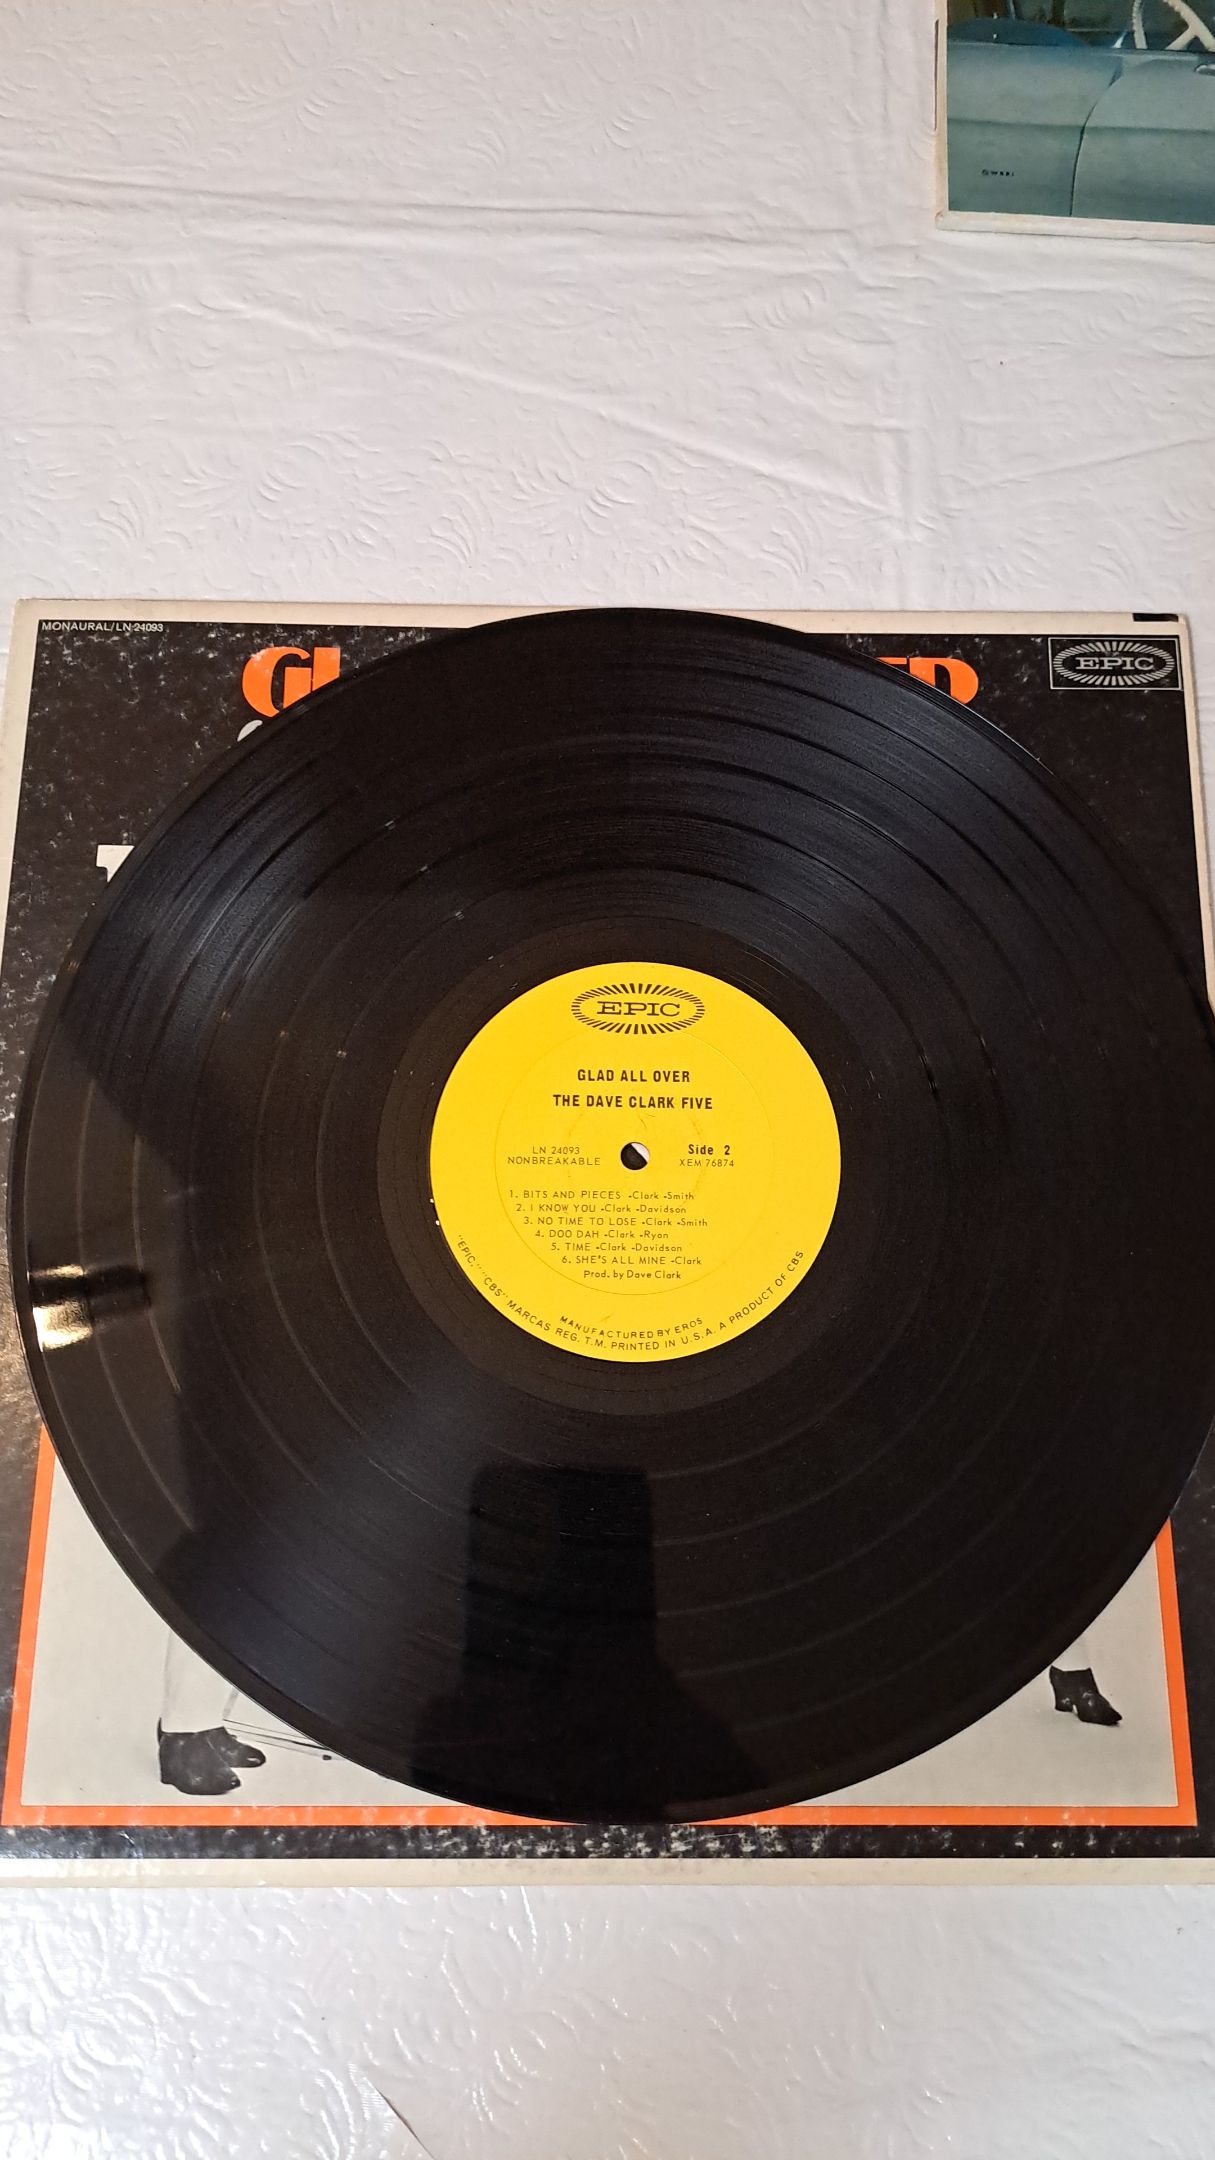 MONAURAL/LN 24093
EPIC
EPIC
GLAD ALL OVER
THE DAVE CLARK FIVE
LN 24093
NONBREAKABLE
Side 2
XEM 76874
1. BITS AND PIECES -Clark -Smith
2. I KNOW YOU -Clark -Davidson
3. NO TIME TO LOSE -Clark -Smith
4. DOO DAH -Clark -Ryan
5. TIME -Clark -Davidson
6. SHE'S ALL MINE -Clark
Prod. by Dave Clark
MANUFACTURED BY EROS
"EPIC," "CBS" MARCAS REG. T.M. PRINTED IN U.S.A. A PRODUCT OF CBS